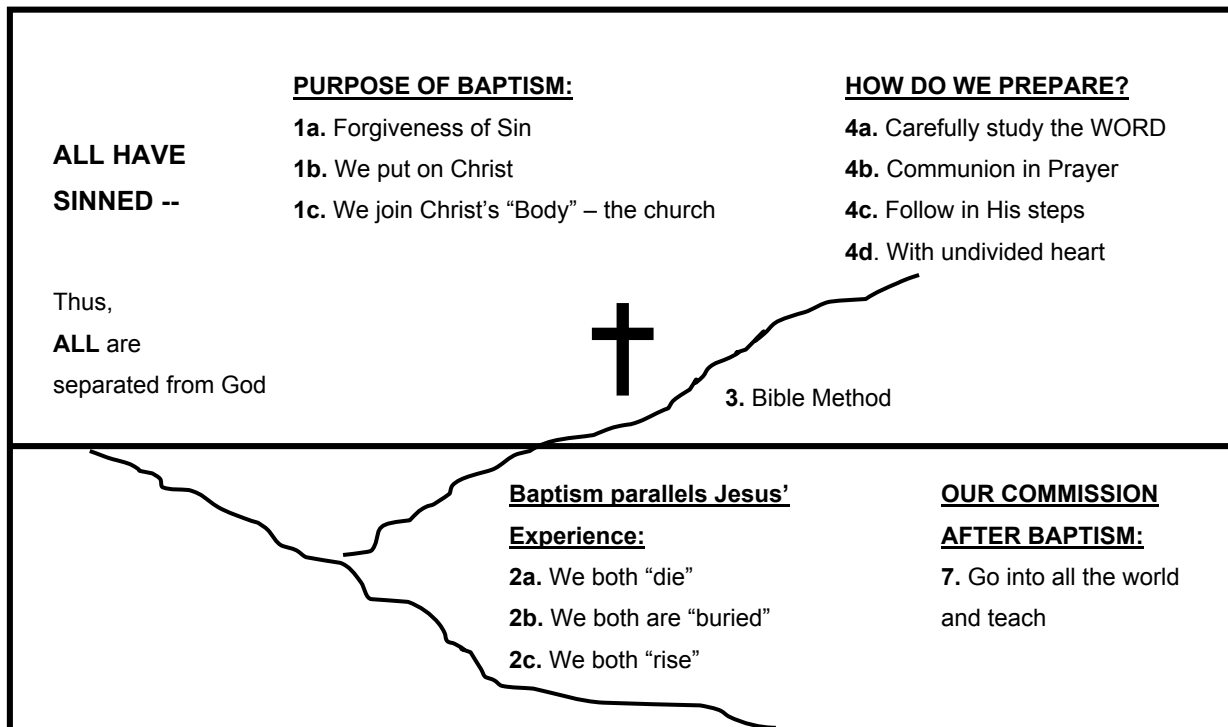 ALL HAVE
SINNED --
Thus,
ALL are
separated from God
PURPOSE OF BAPTISM:
1a. Forgiveness of Sin
1b. We put on Christ
1c. We join Christ’s “Body” – the church
HOW DO WE PREPARE?
4a. Carefully study the WORD
4b. Communion in Prayer
4c. Follow in His steps
4d. With undivided heart
3. Bible Method
Baptism parallels Jesus’
Experience:
2a. We both “die”
2b. We both are “buried”
2c. We both “rise”
OUR COMMISSION
AFTER BAPTISM:
7. Go into all the world
and teach